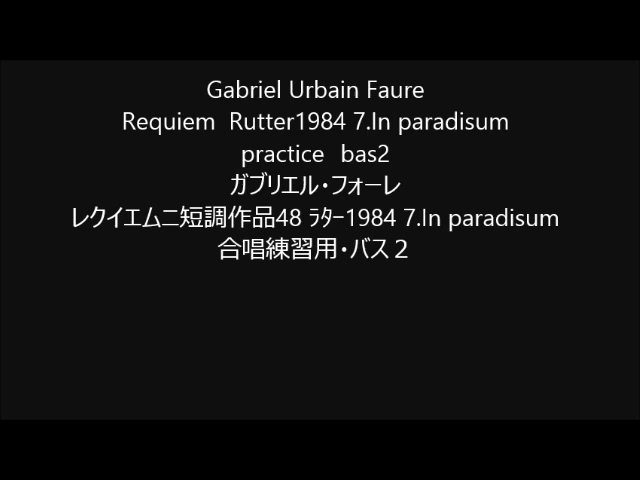 Gabriel Urbain Faure
Requiem Rutter1984 7.In paradisum
practice bas2
ガブリエル・フォーレ
レクイエムニ短調作品48 ﾗﾀｰ1984 7.In paradisum
合唱練習用・バス２